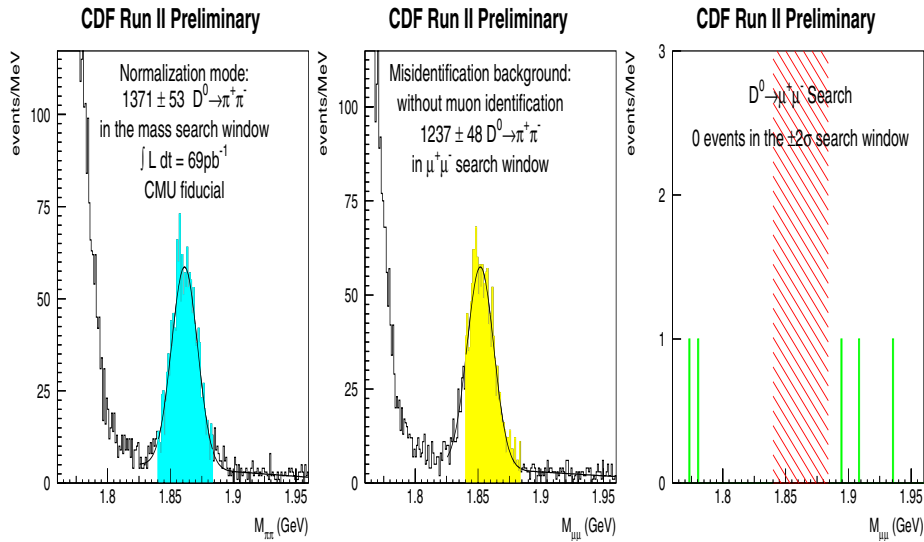 CDF Run II Preliminary
events/MeV
100
75
50
25
0
Normalization mode:
1371 ± 53 D⁰→π⁺π⁻
in the mass search window
∫ L dt = 69pb⁻¹
CMU fiducial
1.8
1.85
1.9
1.95
M_ππ (GeV)
CDF Run II Preliminary
events/MeV
100
75
50
25
0
Misidentification background:
without muon identification
1237 ± 48 D⁰→π⁺π⁻
in μ⁺μ⁻ search window
1.8
1.85
1.9
1.95
M_μμ (GeV)
CDF Run II Preliminary
events/MeV
3
2
1
0
D⁰→μ⁺μ⁻ Search
0 events in the ±2σ search window
1.8
1.85
1.9
1.95
M_μμ (GeV)